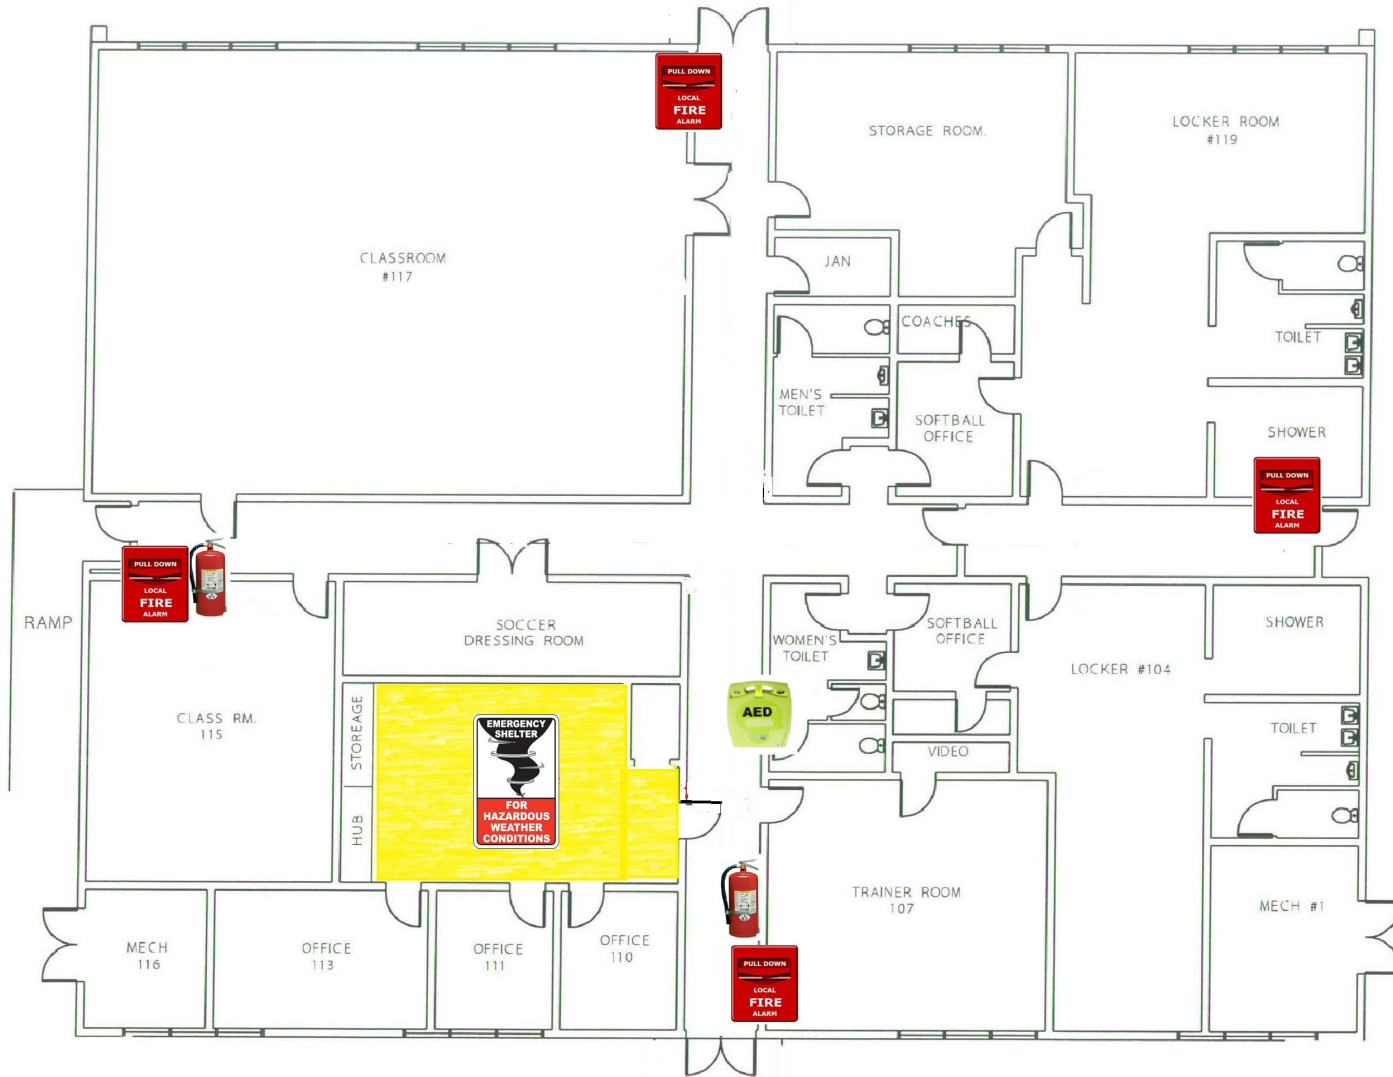 PULL DOWN
LOCAL
FIRE
ALARM
STORAGE ROOM.
LOCKER ROOM
#119
CLASSROOM
#117
JAN
COACHES
TOILET
MEN'S
TOILET
SOFTBALL
OFFICE
SHOWER
PULL DOWN
LOCAL
FIRE
ALARM
PULL DOWN
LOCAL
FIRE
ALARM
RAMP
SOCCER
DRESSING ROOM
WOMEN'S
TOILET
SOFTBALL
OFFICE
SHOWER
LOCKER #104
CLASS RM.
115
STOREAGE
HUB
EMERGENCY
SHELTER
FOR
HAZARDOUS
WEATHER
CONDITIONS
AED
VIDEO
TOILET
TRAINER ROOM
107
MECH #1
MECH
116
OFFICE
113
OFFICE
111
OFFICE
110
PULL DOWN
LOCAL
FIRE
ALARM